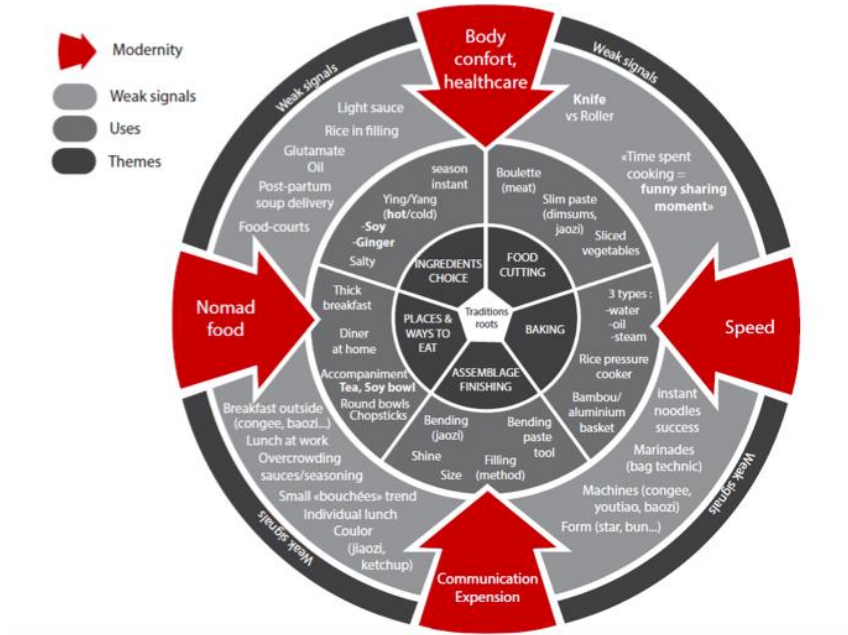 Modernity
Weak signals
Uses
Themes
Body
confort,
healthcare
Speed
Communication
Expension
Nomad
food
Weak signals
Weak signals
Weak signals
Weak signals
Light sauce
Rice in filling
Glutamate
Oil
Post-partum
soup delivery
Food-courts
Knife
vs Roller
«Time spent
cooking =
funny sharing
moment»
instant
noodles
success
Marinades
(bag technic)
Machines (congee,
youtiao, baozi)
Form (star, bun...)
Breakfast outside
(congee, baozi...)
Lunch at work
Overcrowding
sauces/seasoning
Small «bouchées» trend
Individual lunch
Coulor
(jiaozi,
ketchup)
season
instant
Ying/Yang
(hot/cold)
-Soy
-Ginger
Salty
Boulette
(meat)
Slim paste
(dimsums,
jaozi)
Sliced
vegetables
3 types :
-water
-oil
-steam
Rice pressure
cooker
Bambou/
aluminium
basket
Bending
(jaozi)
Shine
Size
Filling
(method)
Bending
paste
tool
Thick
breakfast
Diner
at home
Accompaniment
Tea, Soy bowl
Round bowls
Chopsticks
INGREDIENTS
CHOICE
FOOD
CUTTING
BAKING
ASSEMBLAGE
FINISHING
PLACES &
WAYS TO
EAT
Traditions
roots